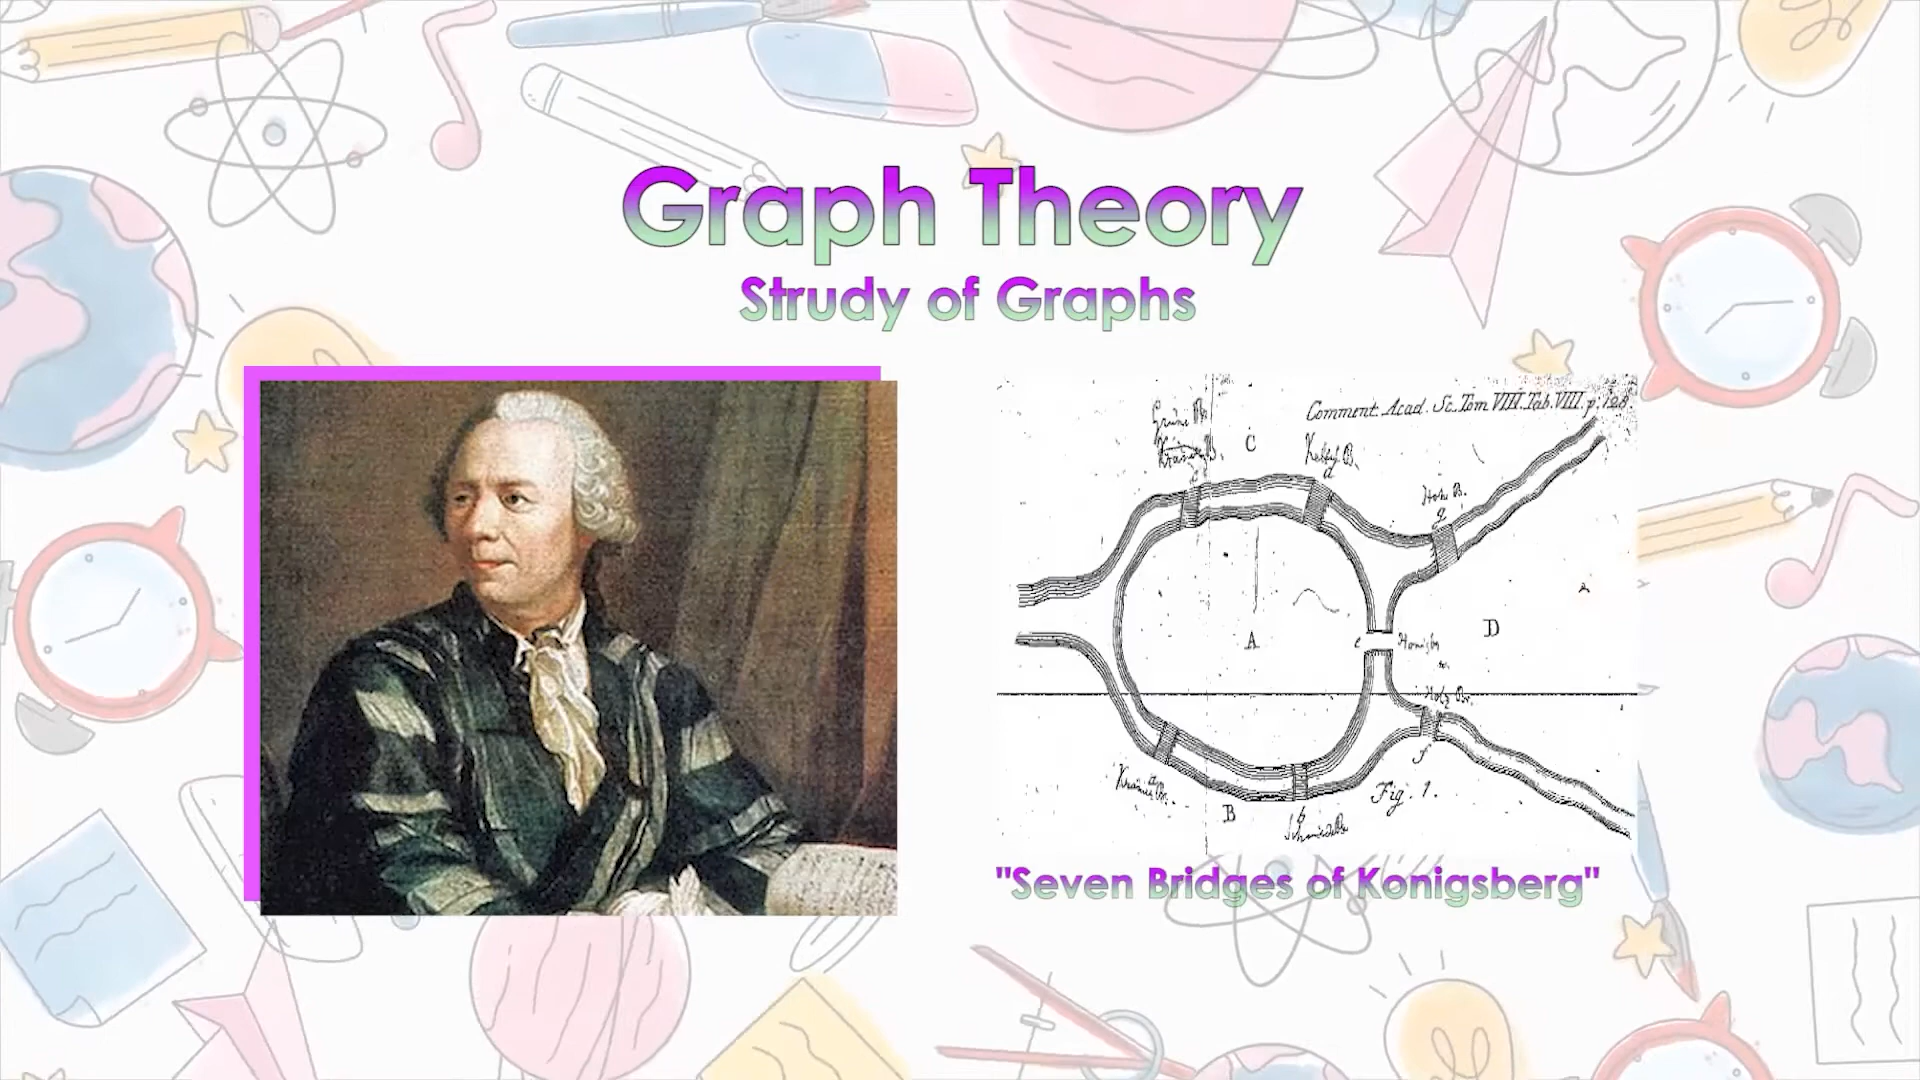 Graph Theory
Strudy of Graphs
Comment. Acad. Sc. Tom VIII. Tab. VIII. p. 128
C
d
g
A
e
D
a
f
B
b
Fig. 1.
"Seven Bridges of Konigsberg"